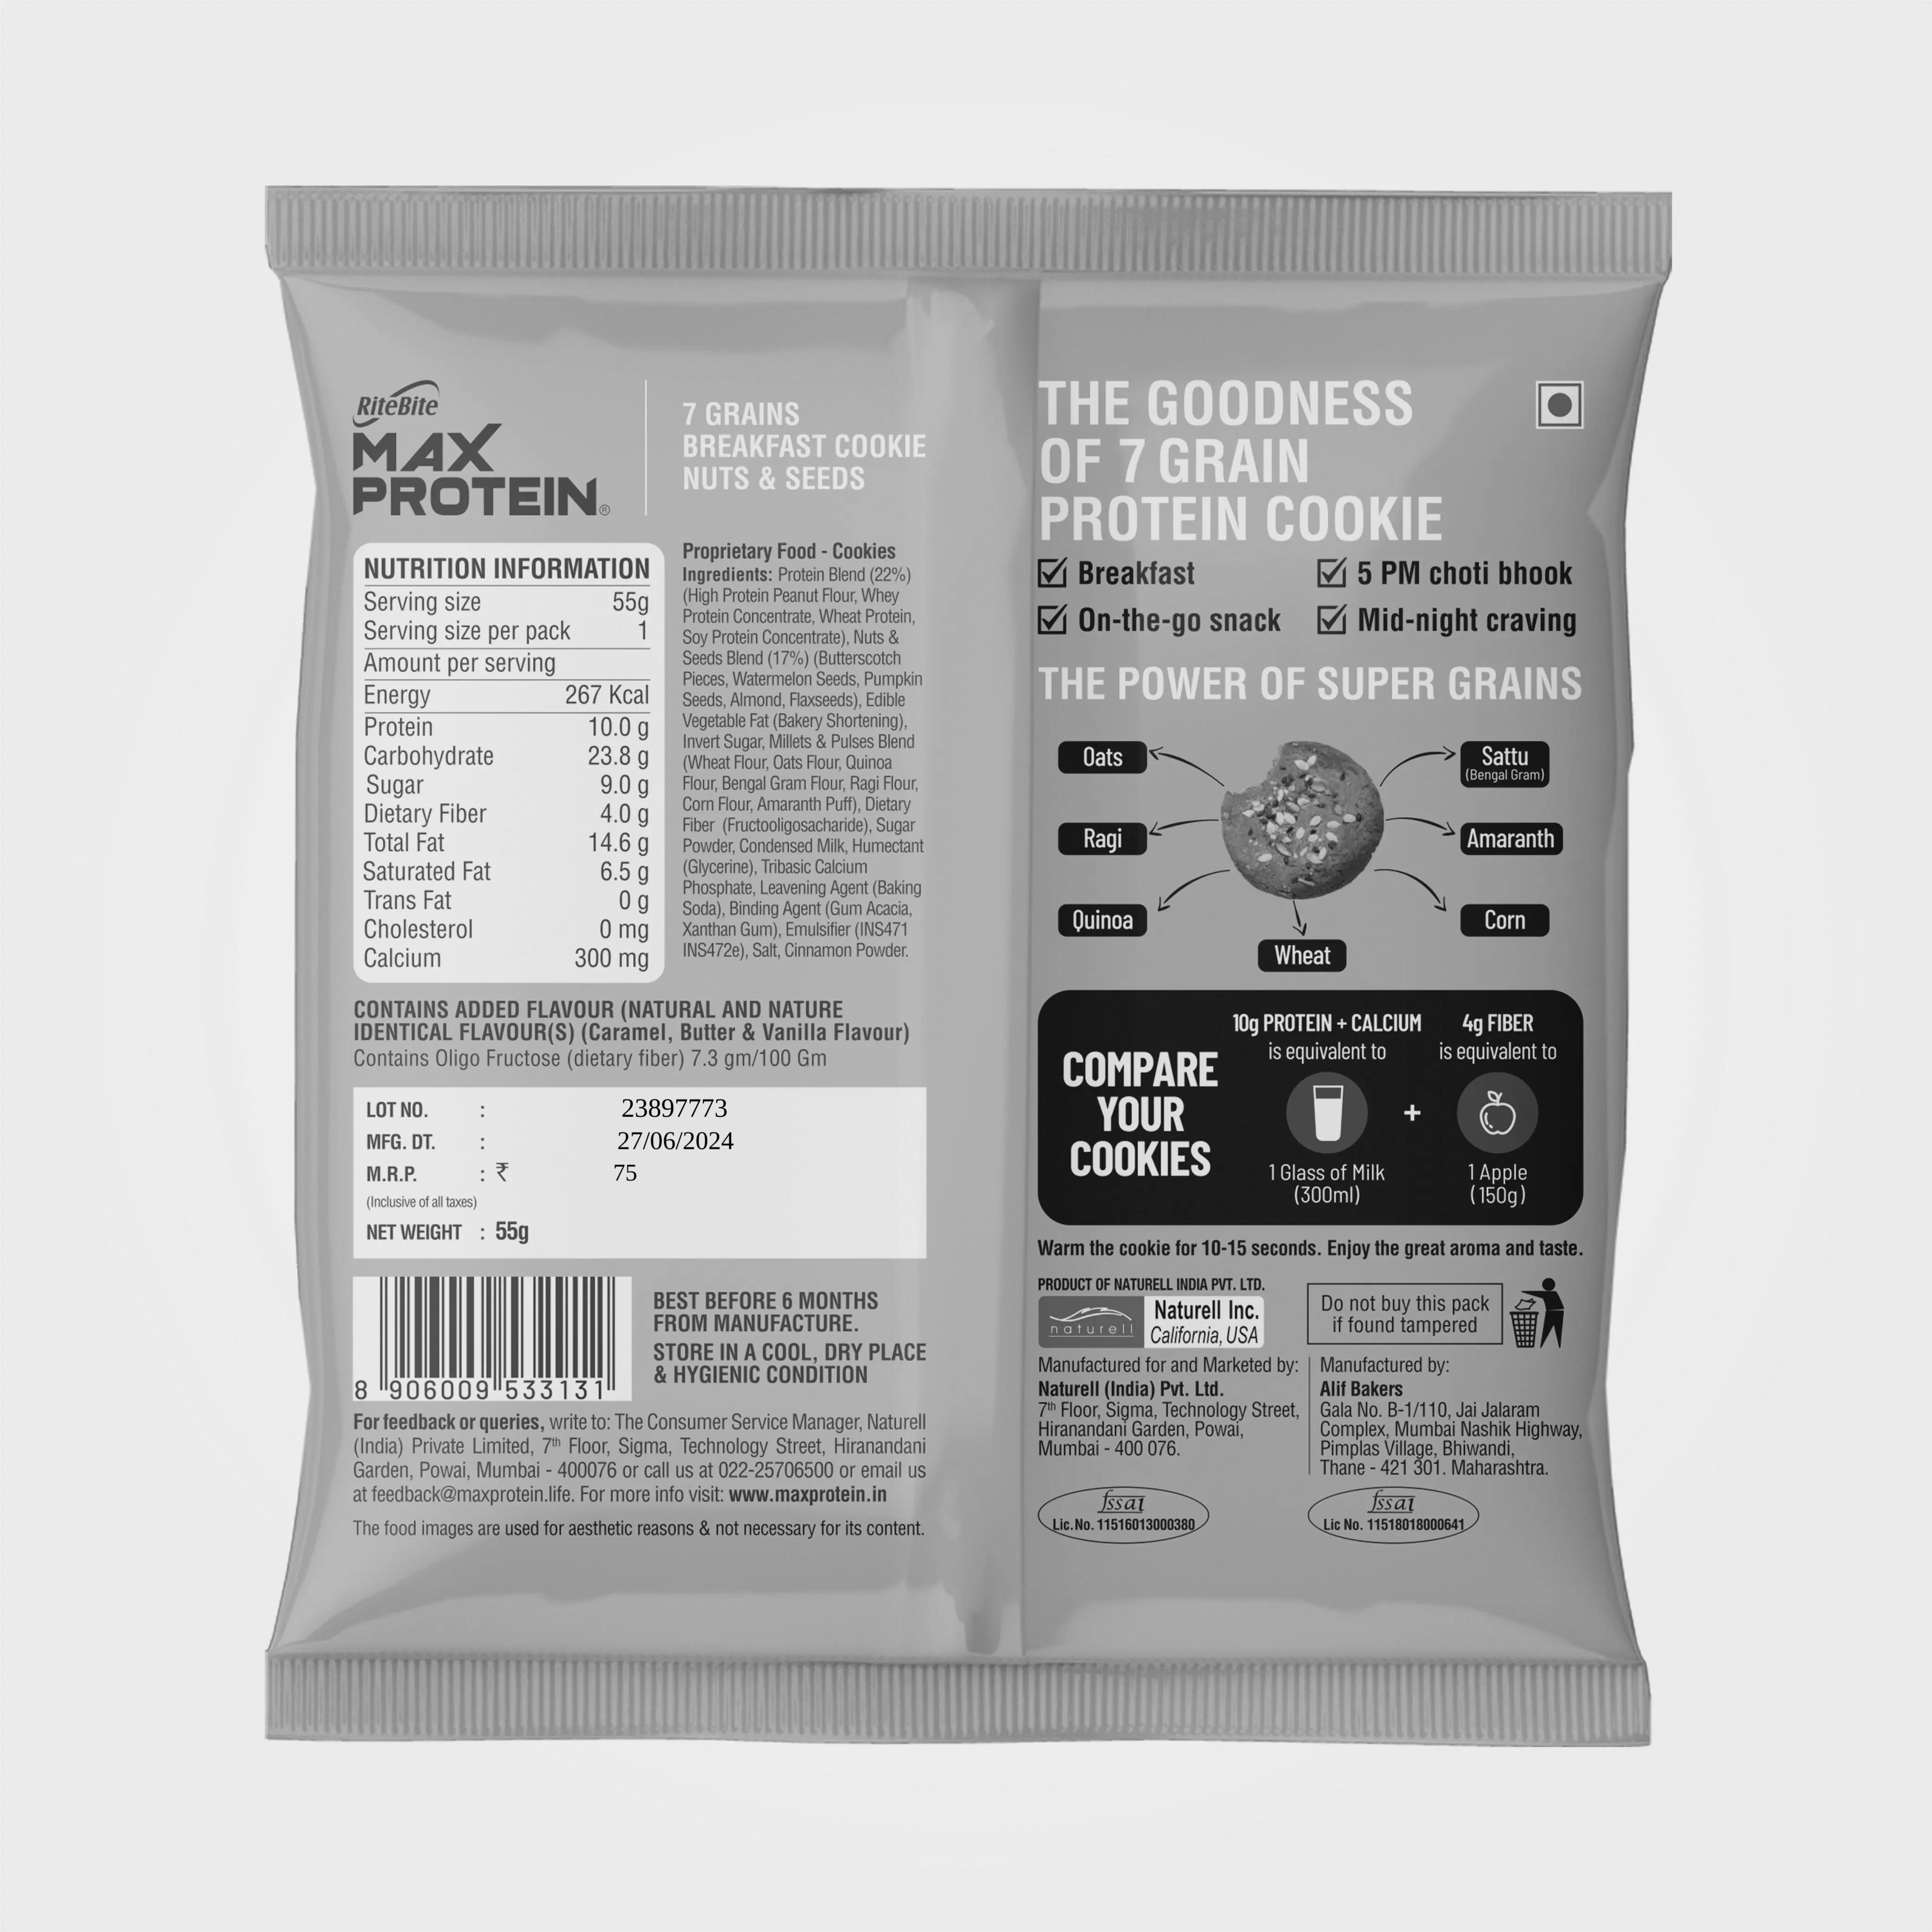 RiteBite
MAX
PROTEIN®
7 GRAINS
BREAKFAST COOKIE
NUTS & SEEDS
NUTRITION INFORMATION
Serving size 55g
Serving size per pack 1
Amount per serving
Energy 267 Kcal
Protein 10.0 g
Carbohydrate 23.8 g
Sugar 9.0 g
Dietary Fiber 4.0 g
Total Fat 14.6 g
Saturated Fat 6.5 g
Trans Fat 0 g
Cholesterol 0 mg
Calcium 300 mg
Proprietary Food - Cookies
Ingredients: Protein Blend (22%)
(High Protein Peanut Flour, Whey
Protein Concentrate, Wheat Protein,
Soy Protein Concentrate), Nuts &
Seeds Blend (17%) (Butterscotch
Pieces, Watermelon Seeds, Pumpkin
Seeds, Almond, Flaxseeds), Edible
Vegetable Fat (Bakery Shortening),
Invert Sugar, Millets & Pulses Blend
(Wheat Flour, Oats Flour, Quinoa
Flour, Bengal Gram Flour, Ragi Flour,
Corn Flour, Amaranth Puff), Dietary
Fiber (Fructooligosacharide), Sugar
Powder, Condensed Milk, Humectant
(Glycerine), Tribasic Calcium
Phosphate, Leavening Agent (Baking
Soda), Binding Agent (Gum Acacia,
Xanthan Gum), Emulsifier (INS471
INS472e), Salt, Cinnamon Powder.
CONTAINS ADDED FLAVOUR (NATURAL AND NATURE
IDENTICAL FLAVOUR(S) (Caramel, Butter & Vanilla Flavour)
Contains Oligo Fructose (dietary fiber) 7.3 gm/100 Gm
LOT NO. : 23897773
MFG. DT. : 27/06/2024
M.R.P. : ₹ 75
(Inclusive of all taxes)
NET WEIGHT : 55g
8 906009 533131
BEST BEFORE 6 MONTHS
FROM MANUFACTURE.
STORE IN A COOL, DRY PLACE
& HYGIENIC CONDITION
For feedback or queries, write to: The Consumer Service Manager, Naturell
(India) Private Limited, 7th Floor, Sigma, Technology Street, Hiranandani
Garden, Powai, Mumbai - 400076 or call us at 022-25706500 or email us
at feedback@maxprotein.life. For more info visit: www.maxprotein.in
The food images are used for aesthetic reasons & not necessary for its content.
THE GOODNESS
OF 7 GRAIN
PROTEIN COOKIE
Breakfast
5 PM choti bhook
On-the-go snack
Mid-night craving
THE POWER OF SUPER GRAINS
Oats
Sattu
(Bengal Gram)
Ragi
Amaranth
Quinoa
Corn
Wheat
COMPARE
YOUR
COOKIES
10g PROTEIN + CALCIUM
is equivalent to
1 Glass of Milk
(300ml)
+
4g FIBER
is equivalent to
1 Apple
(150g)
Warm the cookie for 10-15 seconds. Enjoy the great aroma and taste.
PRODUCT OF NATURELL INDIA PVT. LTD.
naturell
Naturell Inc.
California, USA
Do not buy this pack
if found tampered
Manufactured for and Marketed by:
Naturell (India) Pvt. Ltd.
7th Floor, Sigma, Technology Street,
Hiranandani Garden, Powai,
Mumbai - 400 076.
Manufactured by:
Alif Bakers
Gala No. B-1/110, Jai Jalaram
Complex, Mumbai Nashik Highway,
Pimplas Village, Bhiwandi,
Thane - 421 301. Maharashtra.
fssai
Lic.No. 11516013000380
fssai
Lic No. 11518018000641